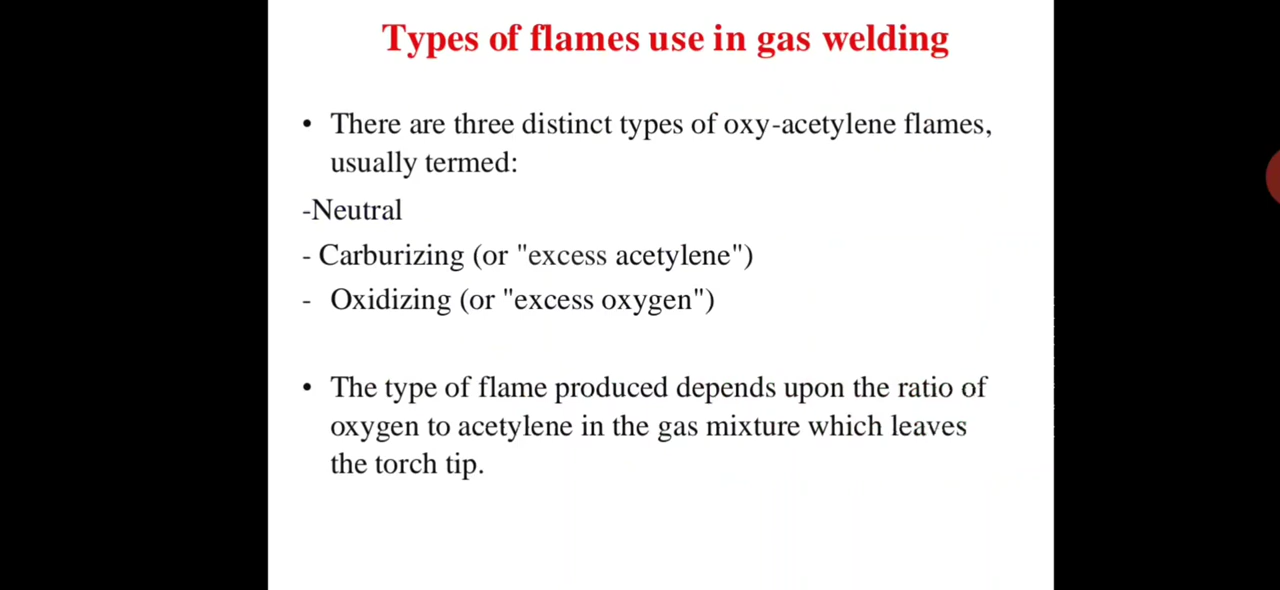 Types of flames use in gas welding
• There are three distinct types of oxy-acetylene flames,
usually termed:
-Neutral
- Carburizing (or "excess acetylene")
- Oxidizing (or "excess oxygen")
• The type of flame produced depends upon the ratio of
oxygen to acetylene in the gas mixture which leaves
the torch tip.